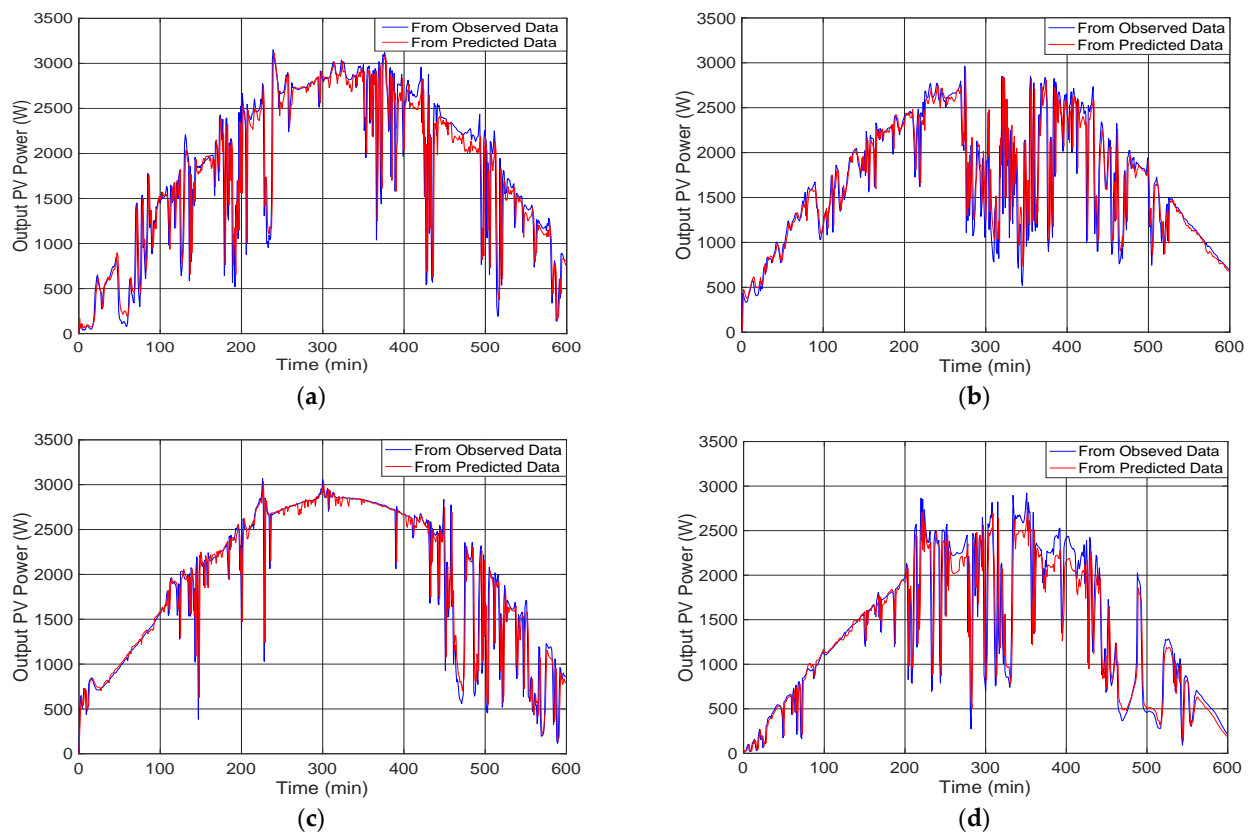 3500
3000
2500
2000
1500
1000
500
0
Output PV Power (W)
From Observed Data
From Predicted Data
0 100 200 300 400 500 600
Time (min)
(a)
3500
3000
2500
2000
1500
1000
500
0
Output PV Power (W)
From Observed Data
From Predicted Data
0 100 200 300 400 500 600
Time (min)
(b)
3500
3000
2500
2000
1500
1000
500
0
Output PV Power (W)
From Observed Data
From Predicted Data
0 100 200 300 400 500 600
Time (min)
(c)
3500
3000
2500
2000
1500
1000
500
0
Output PV Power (W)
From Obseved Data
From Predicted Data
0 100 200 300 400 500 600
Time (min)
(d)